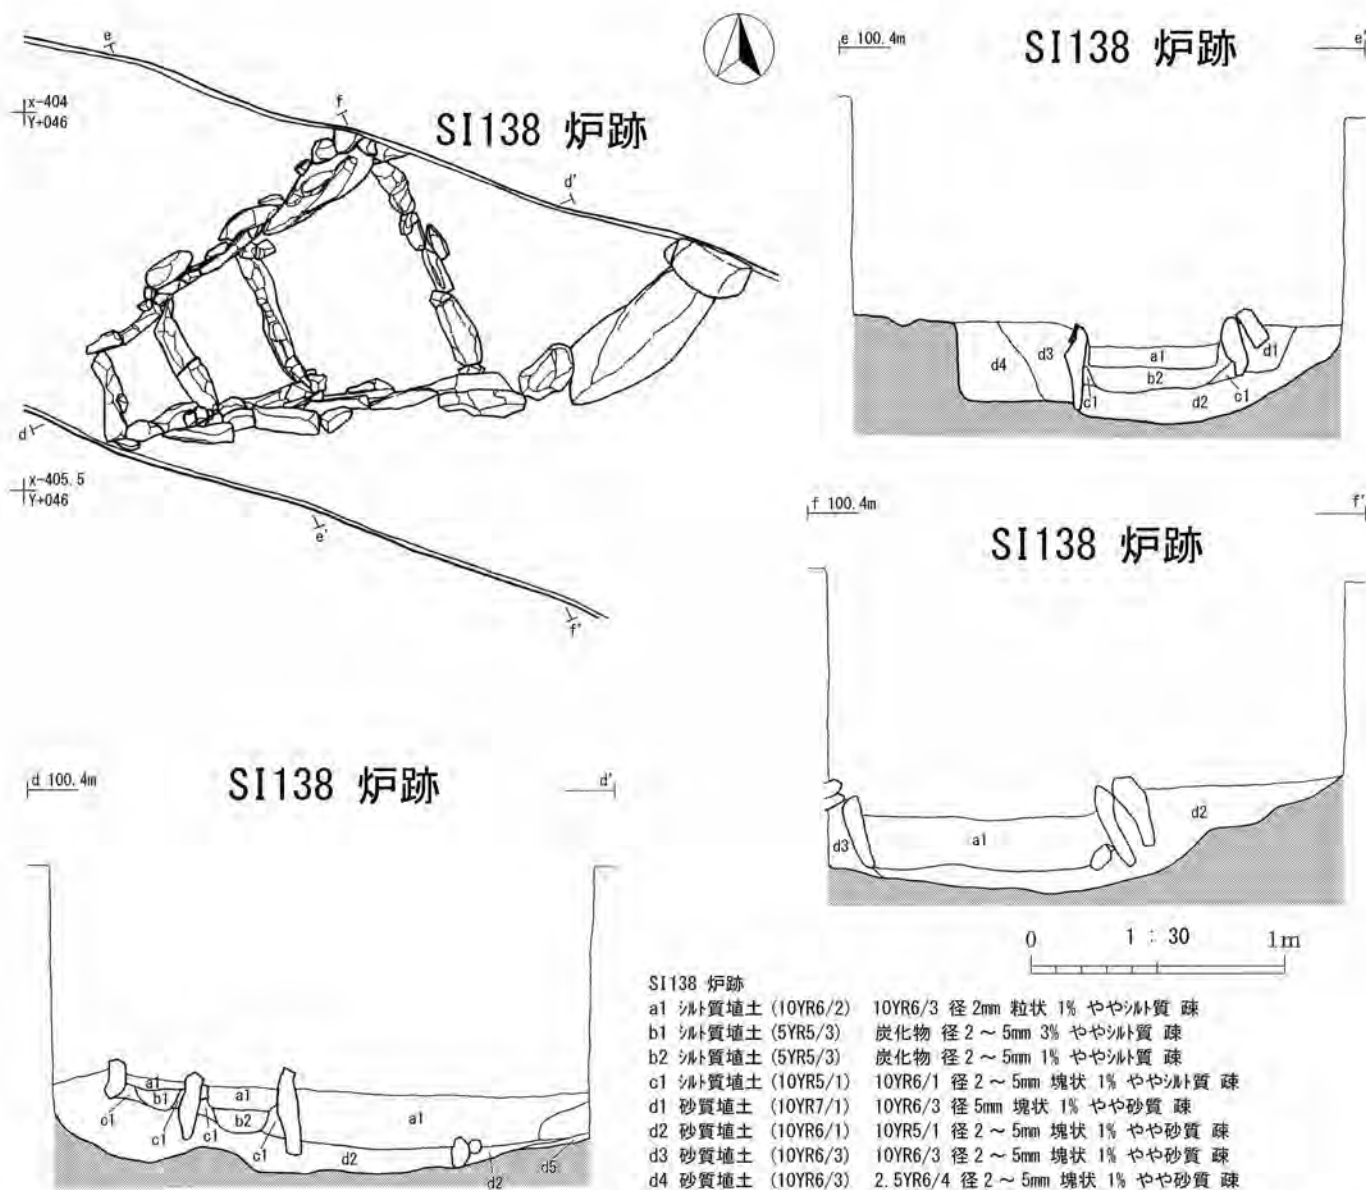 e
x-404
Y+046
f
SI138 炉跡
d'
d
x-405.5
Y+046
e'
f'
e 100.4m
SI138 炉跡
e'
d4
d3
a1
b2
c1
d2
c1
d1
f 100.4m
f'
SI138 炉跡
d3
a1
d2
d 100.4m
SI138 炉跡
d'
a1
b1
c1
c1
a1
c1
b2
c1
a1
d2
d2
d5
0 1 : 30 1m
SI138 炉跡
a1 シルト質埴土 (10YR6/2) 10YR6/3 径 2mm 粒状 1% ややシルト質 疎
b1 シルト質埴土 (5YR5/3) 炭化物 径 2 ~ 5mm 3% ややシルト質 疎
b2 シルト質埴土 (5YR5/3) 炭化物 径 2 ~ 5mm 1% ややシルト質 疎
c1 シルト質埴土 (10YR5/1) 10YR6/1 径 2 ~ 5mm 塊状 1% ややシルト質 疎
d1 砂質埴土 (10YR7/1) 10YR6/3 径 5mm 塊状 1% やや砂質 疎
d2 砂質埴土 (10YR6/1) 10YR5/1 径 2 ~ 5mm 塊状 1% やや砂質 疎
d3 砂質埴土 (10YR6/3) 10YR6/3 径 2 ~ 5mm 塊状 1% やや砂質 疎
d4 砂質埴土 (10YR6/3) 2.5YR6/4 径 2 ~ 5mm 塊状 1% やや砂質 疎